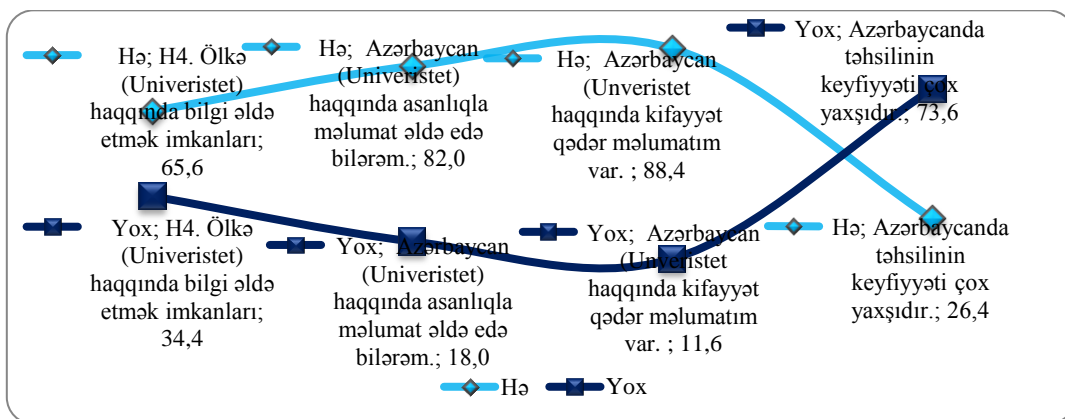 Hə; H4. Ölkə
(Univeristet)
haqqında bilgi əldə
etmək imkanları;
65,6
Hə;  Azərbaycan
(Univeristet)
haqqında asanlıqla
məlumat əldə edə
bilərəm.; 82,0
Hə;  Azərbaycan
(Unveristet
haqqında kifayyət
qədər məlumatım
var. ; 88,4
Yox; Azərbaycanda
təhsilinin
keyfiyyəti çox
yaxşıdır.; 73,6
Yox; H4. Ölkə
(Univeristet)
haqqında bilgi əldə
etmək imkanları;
34,4
Yox;  Azərbaycan
(Univeristet)
haqqında asanlıqla
məlumat əldə edə
bilərəm.; 18,0
Yox;  Azərbaycan
(Unveristet
haqqında kifayyət
qədər məlumatım
var. ; 11,6
Hə; Azərbaycanda
təhsilinin
keyfiyyəti çox
yaxşıdır.; 26,4
Hə
Yox